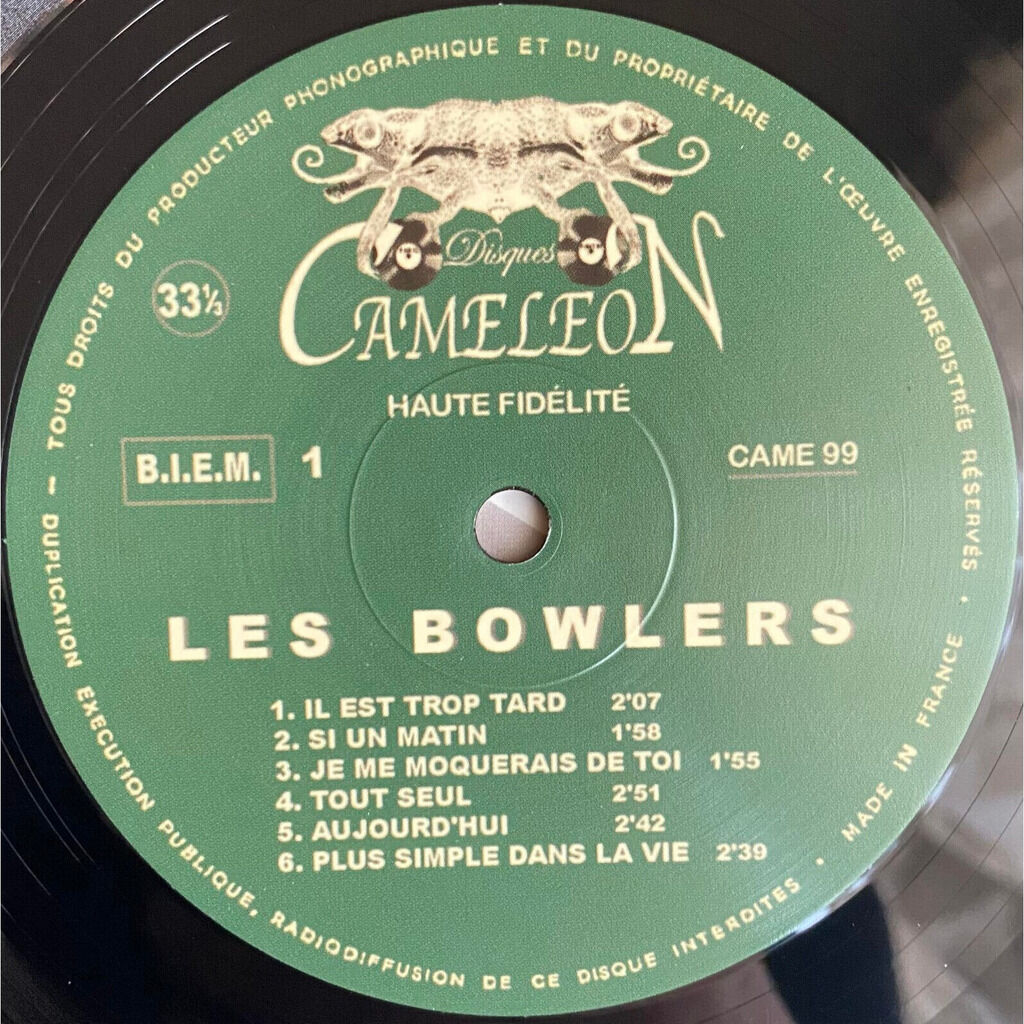 TOUS DROITS DU PRODUCTEUR PHONOGRAPHIQUE ET DU PROPRIÉTAIRE DE L'ŒUVRE ENREGISTRÉE RÉSERVÉS . MADE IN FRANCE .
Disques
CAMELEON
33⅓
HAUTE FIDÉLITÉ
B.I.E.M. 1
CAME 99
LES BOWLERS
1. IL EST TROP TARD 2'07
2. SI UN MATIN 1'58
3. JE ME MOQUERAIS DE TOI 1'55
4. TOUT SEUL 2'51
5. AUJOURD'HUI 2'42
6. PLUS SIMPLE DANS LA VIE 2'39
DUPLICATION EXECUTION PUBLIQUE, RADIODIFFUSION DE CE DISQUE INTERDITES